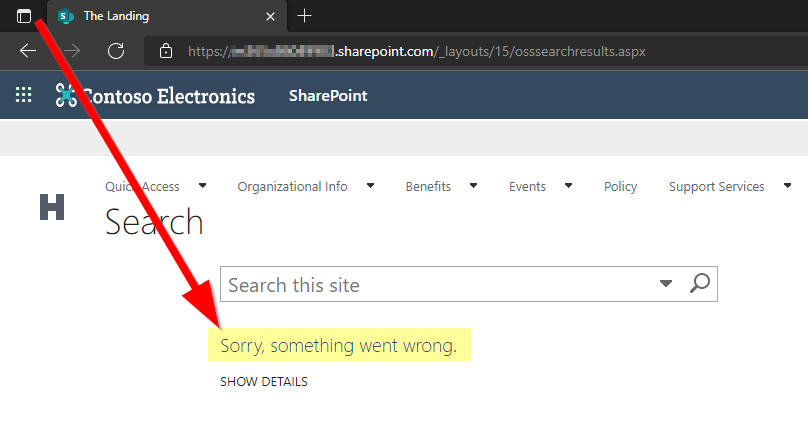 The Landing
https://.sharepoint.com/_layouts/15/osssearchresults.aspx
Contoso Electronics SharePoint
Quick Access Organizational Info Benefits Events Policy Support Services
H
Search
Search this site
Sorry, something went wrong.
SHOW DETAILS